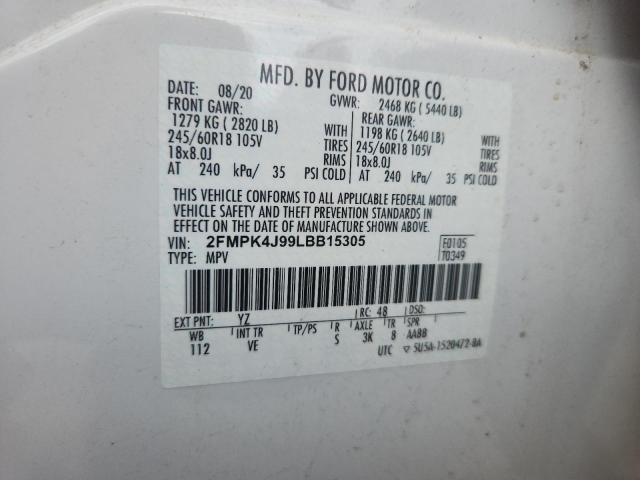 MFD. BY FORD MOTOR CO.
DATE: 08/20 GVWR: 2468 KG ( 5440 LB)
FRONT GAWR: REAR GAWR:
1279 KG ( 2820 LB) WITH 1198 KG ( 2640 LB) WITH
245/60R18 105V TIRES 245/60R18 105V TIRES
18x8.0J RIMS 18x8.0J RIMS
AT 240 kPa/ 35 PSI COLD AT 240 kPa/ 35 PSI COLD
THIS VEHICLE CONFORMS TO ALL APPLICABLE FEDERAL MOTOR
VEHICLE SAFETY AND THEFT PREVENTION STANDARDS IN
EFFECT ON THE DATE OF MANUFACTURE SHOWN ABOVE.
VIN: 2FMPK4J99LBB15305 E0105
TYPE: MPV T0349
EXT PNT: YZ RC: 48 DSO:
WB INT TR TP/PS R AXLE TR SPR
112 VE S 3K 8 AABB
UTC ▽ 5U5A-1520472-BA